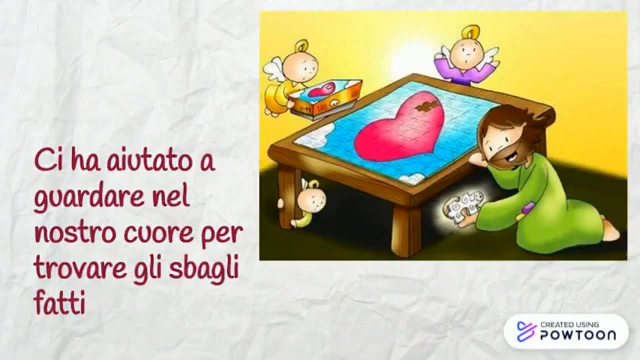 Ci ha aiutato a
guardare nel
nostro cuore per
trovare gli sbagli
fatti
CREATED USING
POWTOON